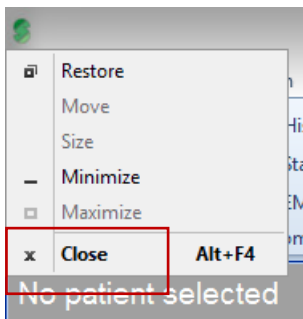 Restore
Move
Size
Minimize
Maximize
x Close Alt+F4
No patient selected